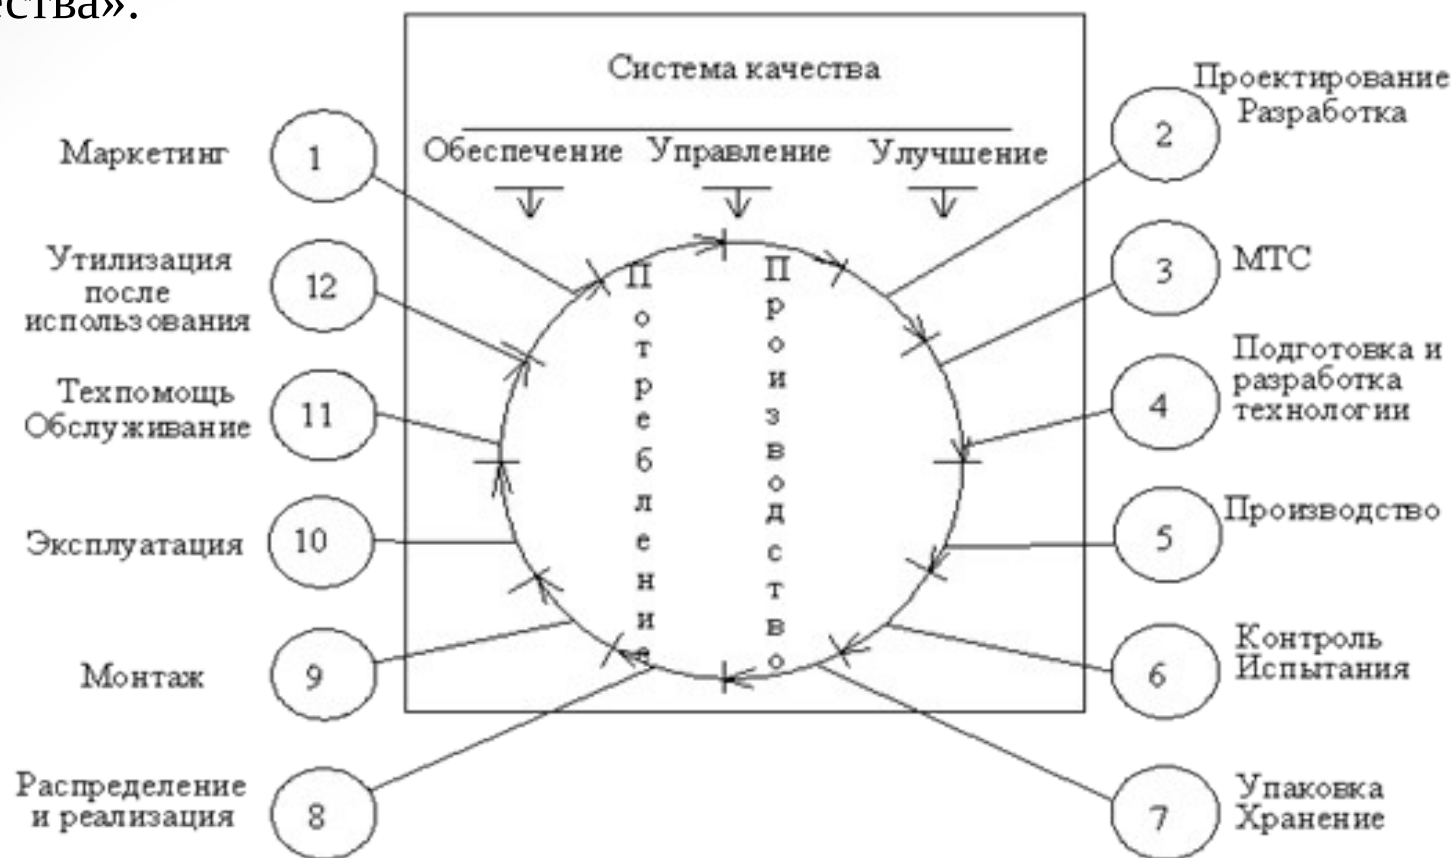 ества».
Система качества
Обеспечение Управление Улучшение
Маркетинг
1
Проектирование
Разработка
2
Утилизация
после
использования
12
МТС
3
Техпомощь
Обслуживание
11
Подготовка и
разработка
технологии
4
Эксплуатация
10
Производство
5
Монтаж
9
Контроль
Испытания
6
Распределение
и реализация
8
Упаковка
Хранение
7
Потребление
Производство